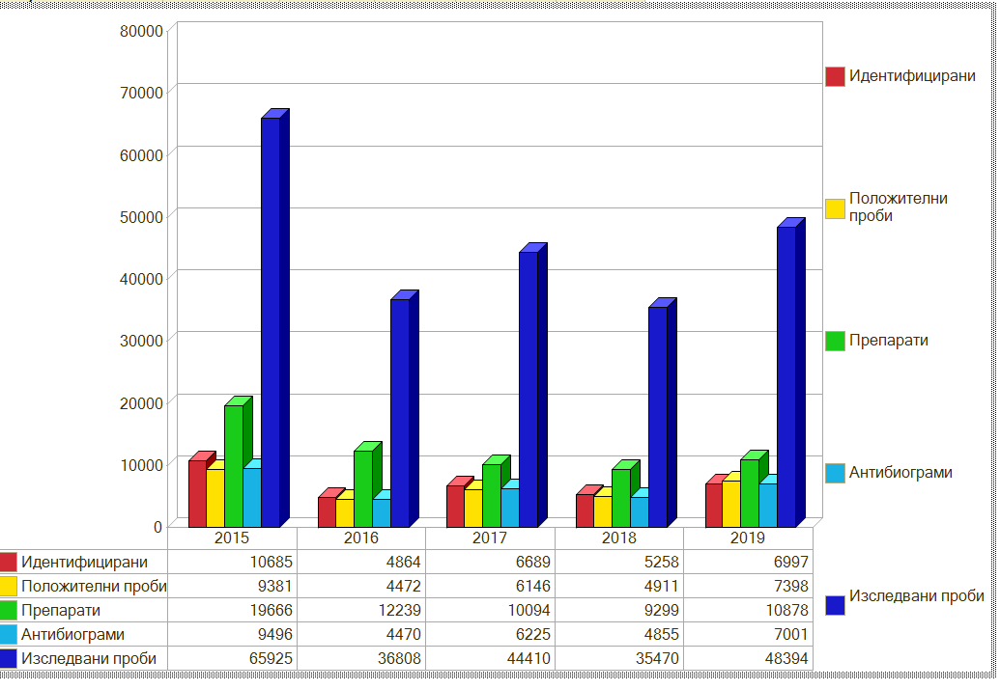 80000
70000
60000
50000
40000
30000
20000
10000
0
Идентифицирани
Положителни
проби
Препарати
Антибиограми
Изследвани проби
2015 2016 2017 2018 2019
Идентифицирани 10685 4864 6689 5258 6997
Положителни проби 9381 4472 6146 4911 7398
Препарати 19666 12239 10094 9299 10878
Антибиограми 9496 4470 6225 4855 7001
Изследвани проби 65925 36808 44410 35470 48394